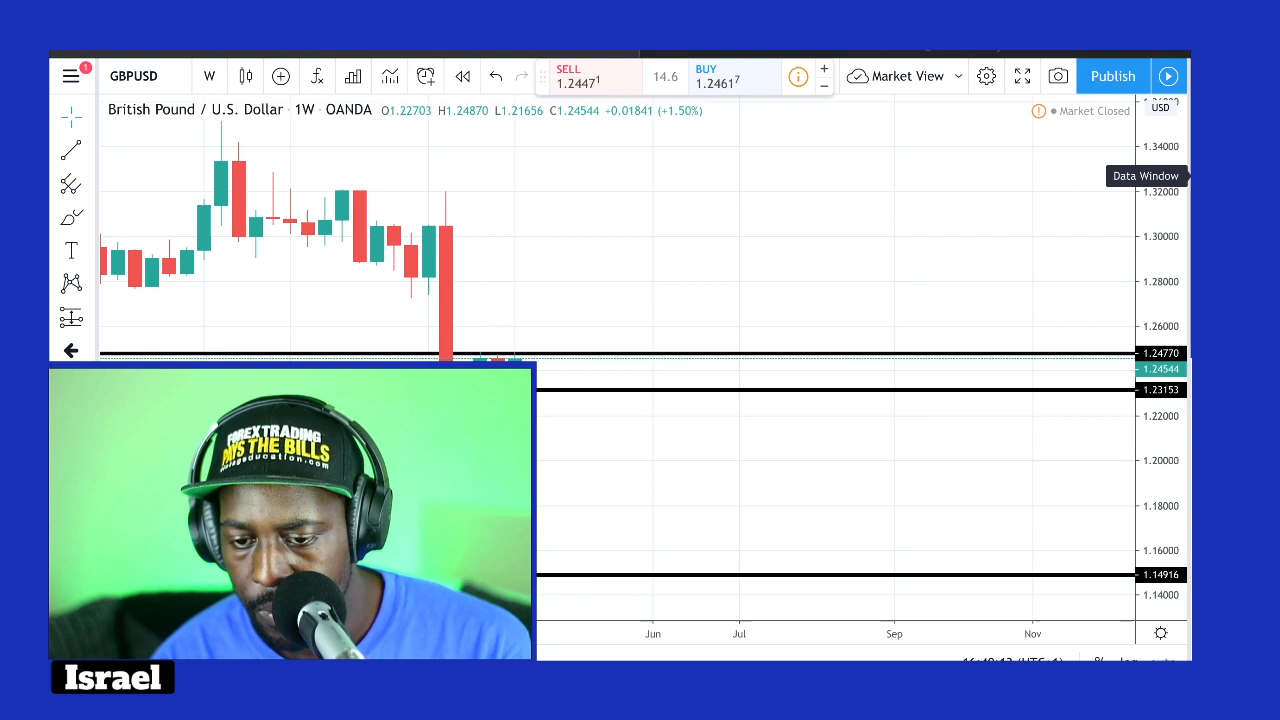 1
GBPUSD
W
SELL
1.2447¹
14.6
BUY
1.2461⁷
+
−
Market View
Publish
British Pound / U.S. Dollar · 1W · OANDA O1.22703 H1.24870 L1.21656 C1.24544 +0.01841 (+1.50%)
Market Closed
USD
1.34000
Data Window
1.32000
1.30000
1.28000
1.26000
1.24770
1.24544
1.23153
1.22000
1.20000
1.18000
1.16000
1.14916
1.14000
Jun
Jul
Sep
Nov
T
FOREX TRADING
PAYS THE BILLS
Israel